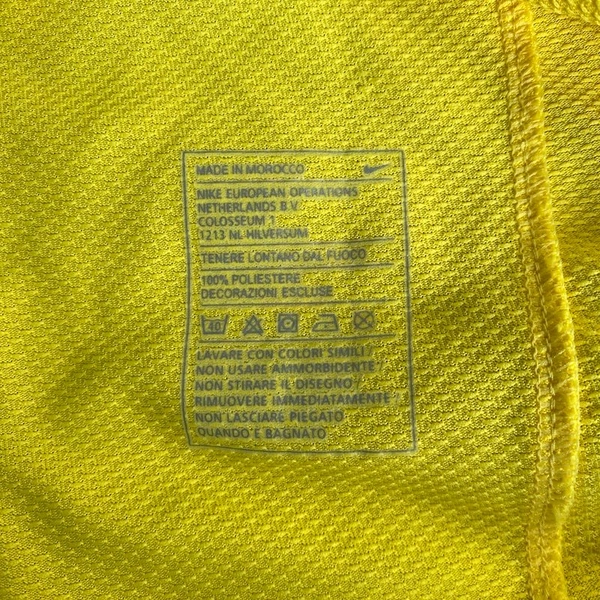 MADE IN MOROCCO
NIKE EUROPEAN OPERATIONS
NETHERLANDS B.V.
COLOSSEUM 1
1213 NL HILVERSUM
TENERE LONTANO DAL FUOCO
100% POLIESTERE
DECORAZIONI ESCLUSE
40
LAVARE CON COLORI SIMILI/
NON USARE AMMORBIDENTE/
NON STIRARE IL DISEGNO/
RIMUOVERE IMMEDIATAMENTE/
NON LASCIARE PIEGATO
QUANDO E BAGNATO